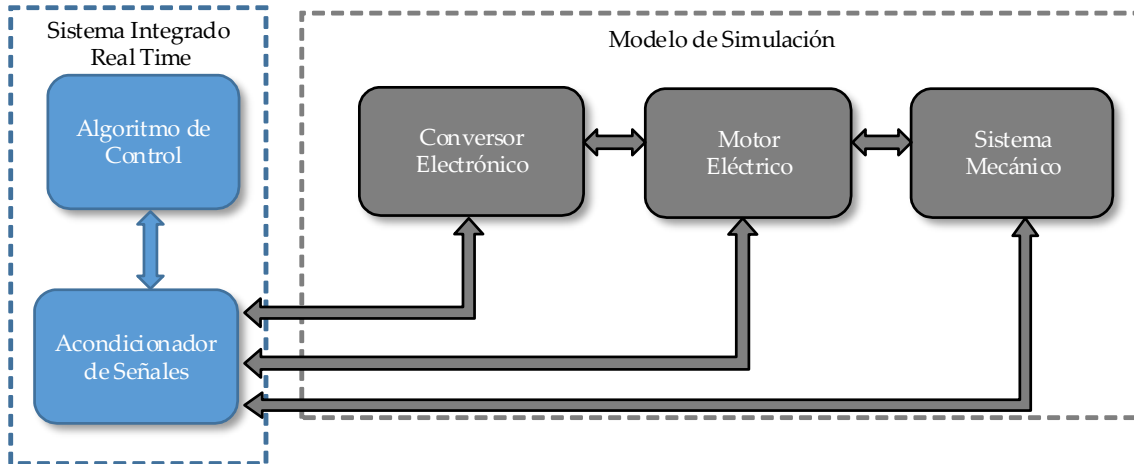 Sistema Integrado
Real Time
Algoritmo de
Control
Acondicionador
de Señales
Modelo de Simulación
Conversor
Electrónico
Motor
Eléctrico
Sistema
Mecánico